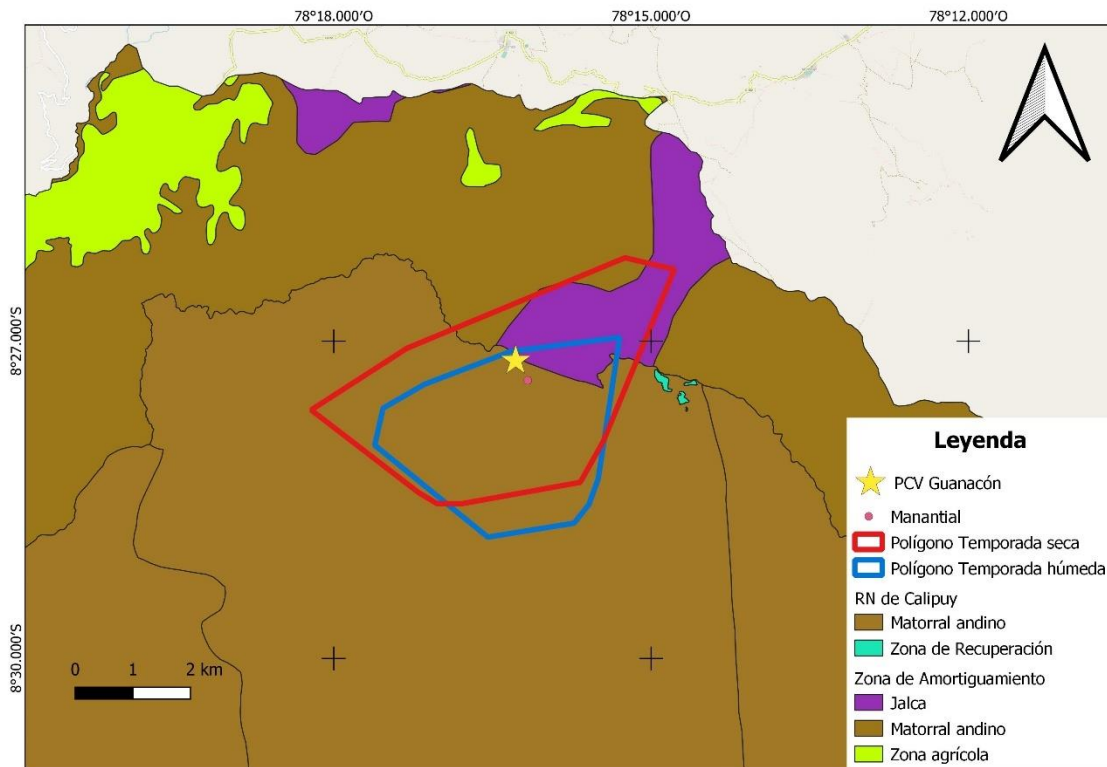 78°18.000'O
78°15.000'O
78°12.000'O
8°27.000'S
8°30.000'S
0 1 2 km
Leyenda
PCV Guanacón
Manantial
Polígono Temporada seca
Polígono Temporada húmeda
RN de Calipuy
Matorral andino
Zona de Recuperación
Zona de Amortiguamiento
Jalca
Matorral andino
Zona agrícola